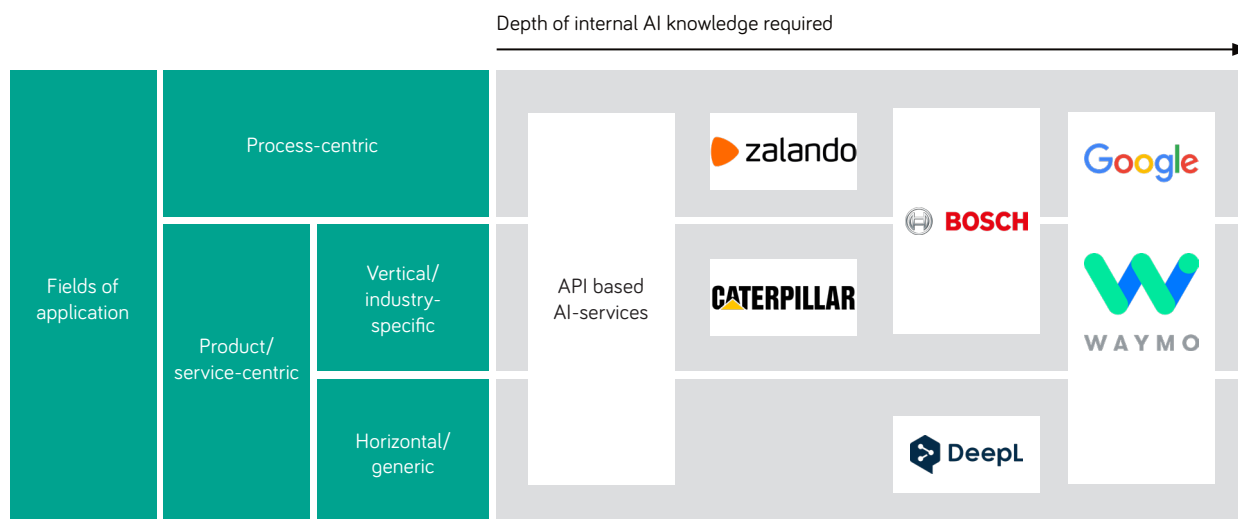 Depth of internal AI knowledge required
Process-centric
zalando
Google
BOSCH
Fields of
application
Product/
service-centric
Vertical/
industry-
specific
API based
AI-services
CATERPILLAR
WAYMO
Horizontal/
generic
DeepL